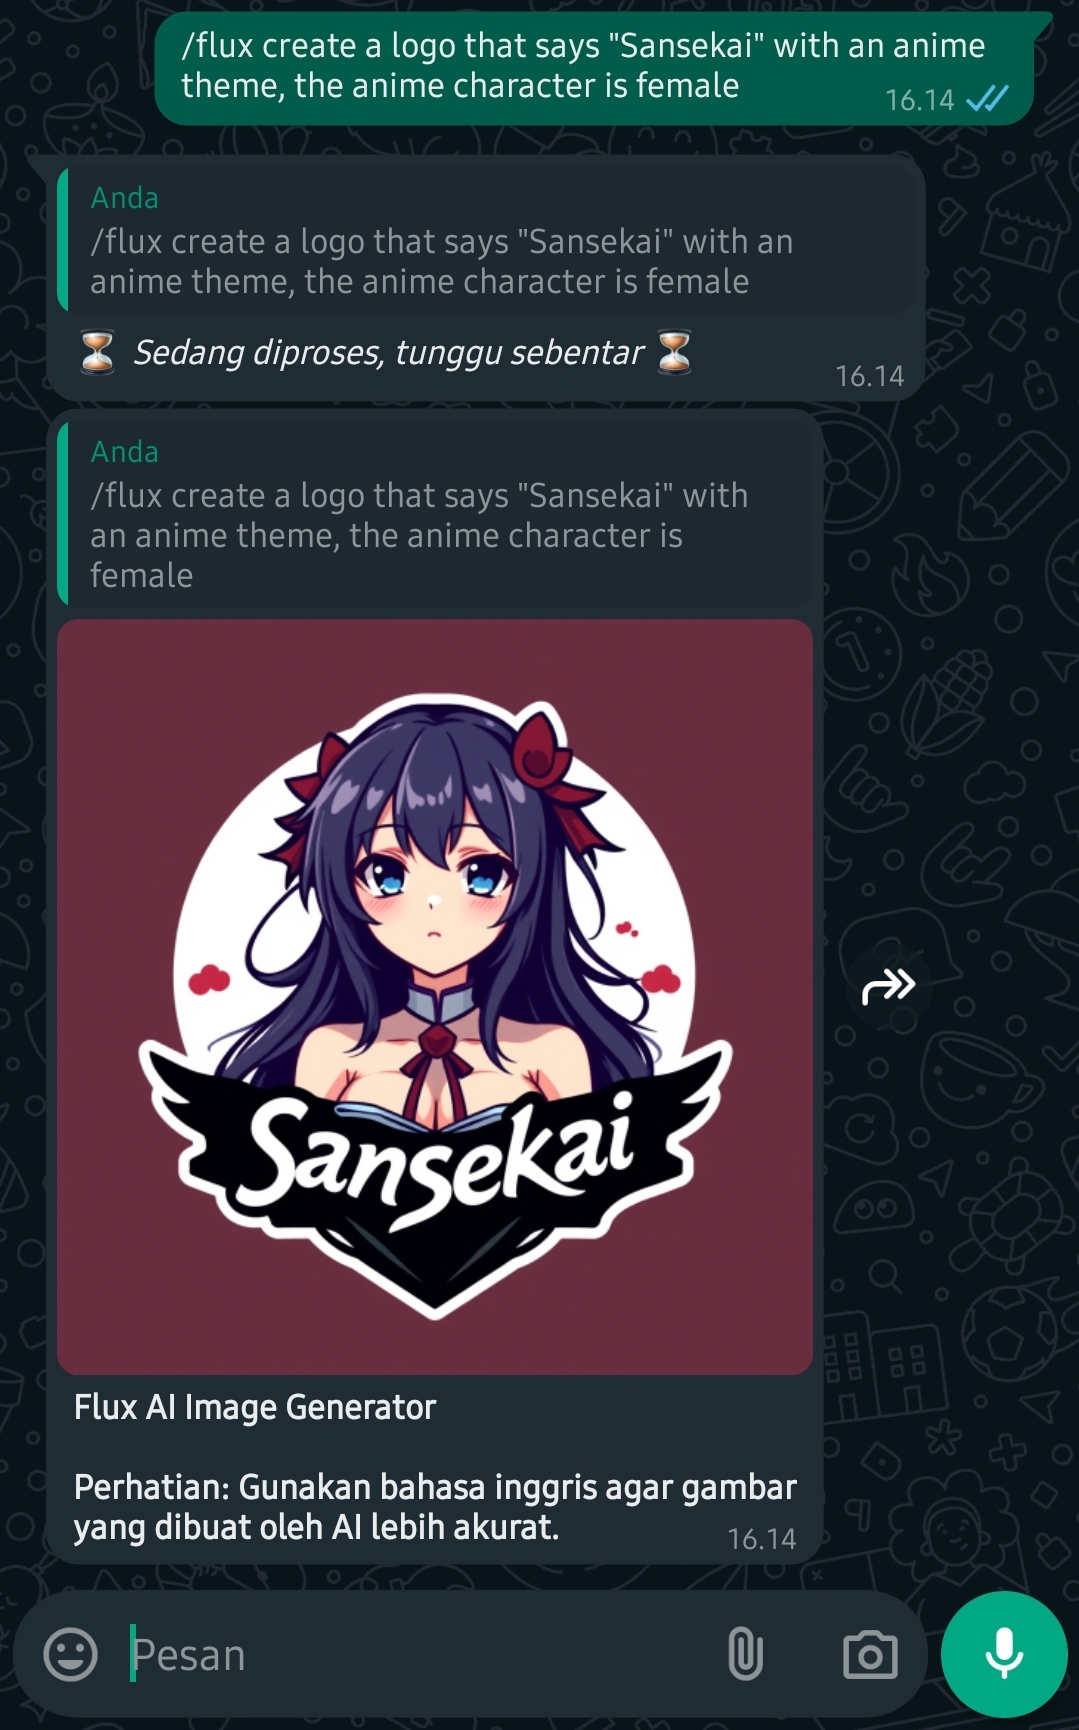 /flux create a logo that says "Sansekai" with an anime
theme, the anime character is female
16.14
Anda
/flux create a logo that says "Sansekai" with an
anime theme, the anime character is female
⏳ Sedang diproses, tunggu sebentar ⏳
16.14
Anda
/flux create a logo that says "Sansekai" with
an anime theme, the anime character is
female
Sansekai
Flux AI Image Generator
Perhatian: Gunakan bahasa inggris agar gambar
yang dibuat oleh AI lebih akurat.
16.14
Pesan